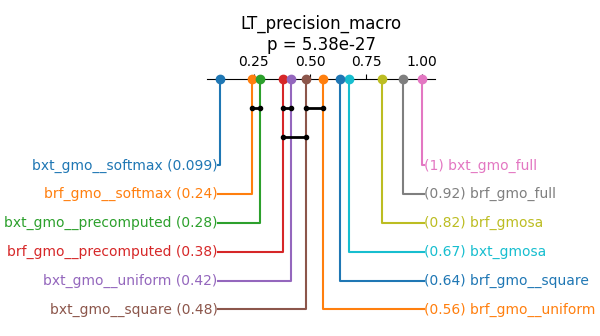 LT_precision_macro
p = 5.38e-27
0.25 0.50 0.75 1.00
bxt_gmo__softmax (0.099) (1) bxt_gmo_full
brf_gmo__softmax (0.24) (0.92) brf_gmo_full
bxt_gmo__precomputed (0.28) (0.82) brf_gmosa
brf_gmo__precomputed (0.38) (0.67) bxt_gmosa
bxt_gmo__uniform (0.42) (0.64) brf_gmo__square
bxt_gmo__square (0.48) (0.56) brf_gmo__uniform